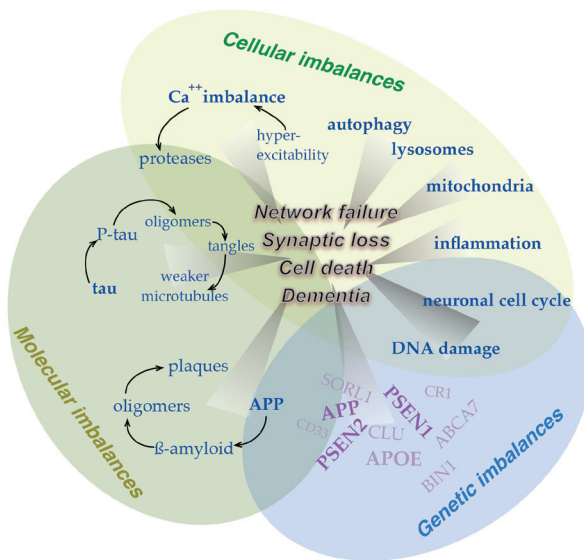 Cellular imbalances
Ca++ imbalance
hyper-
excitability
proteases
autophagy
lysosomes
mitochondria
inflammation
neuronal cell cycle
DNA damage
Network failure
Synaptic loss
Cell death
Dementia
P-tau
oligomers
tangles
tau
weaker
microtubules
Molecular imbalances
plaques
oligomers
APP
ß-amyloid
SORL1
APP
PSEN1
CR1
CD33
PSEN2
CLU
ABCA7
APOE
BIN1
Genetic imbalances